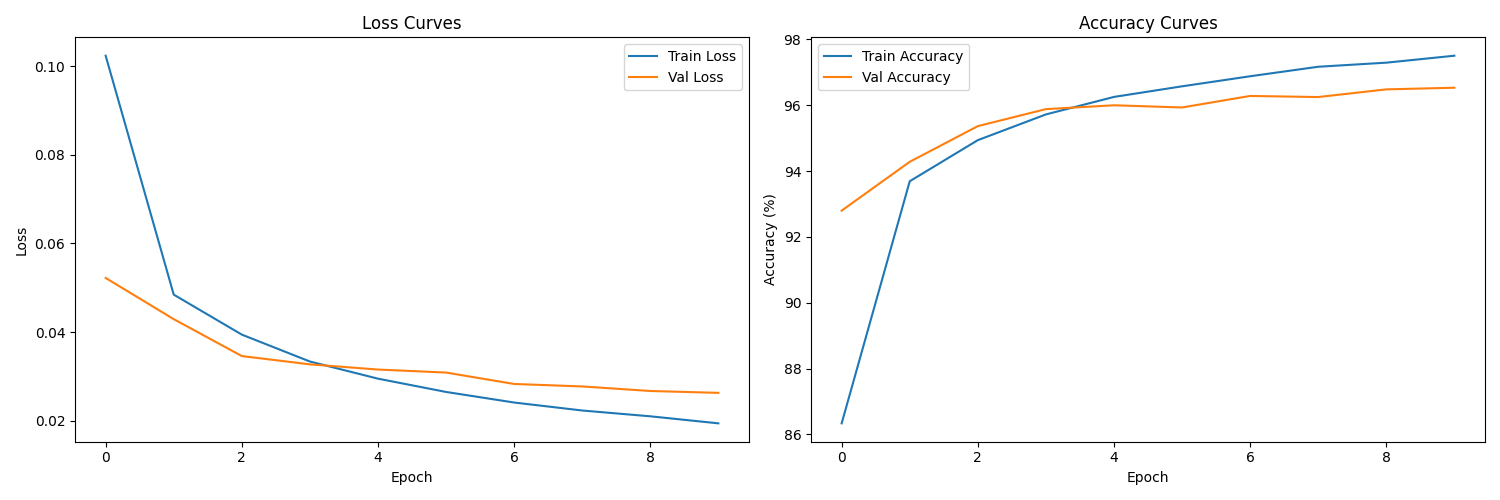 Loss Curves
Train Loss
Val Loss
0.10
0.08
0.06
0.04
0.02
Loss
0 2 4 6 8
Epoch
Accuracy Curves
Train Accuracy
Val Accuracy
98
96
94
92
90
88
86
Accuracy (%)
0 2 4 6 8
Epoch